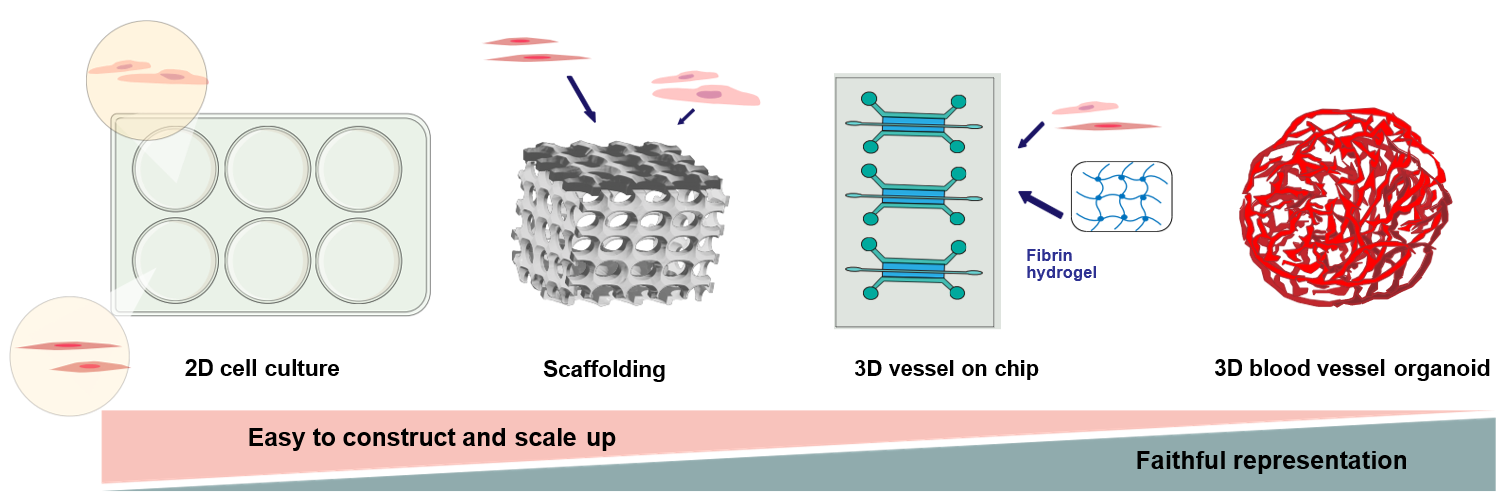 Fibrin
hydrogel
2D cell culture
Scaffolding
3D vessel on chip
3D blood vessel organoid
Easy to construct and scale up
Faithful representation